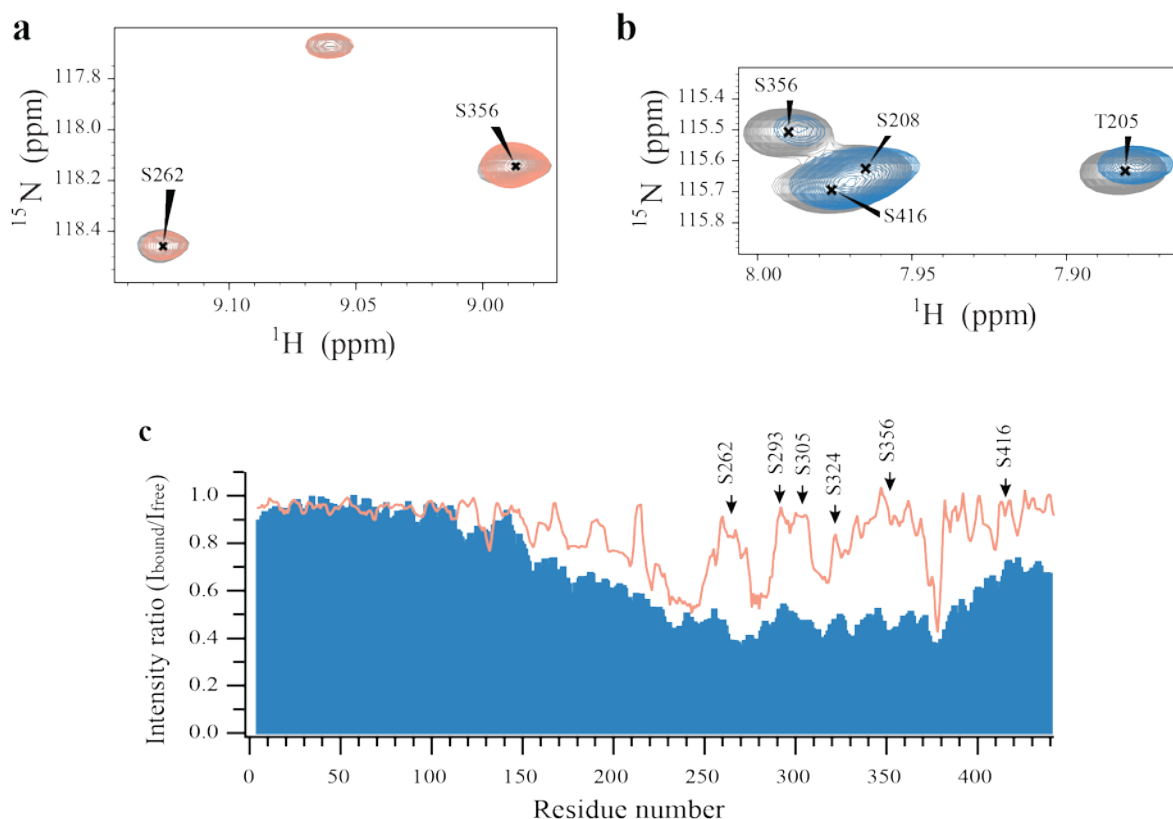 a
117.8
118.0
118.2
118.4
¹⁵N (ppm)
S356
S262
9.10
9.05
9.00
¹H (ppm)
b
115.4
115.5
115.6
115.7
115.8
¹⁵N (ppm)
S356
S208
T205
S416
8.00
7.95
7.90
¹H (ppm)
c
S262
S293
S305
S324
S356
S416
1.0
0.8
0.6
0.4
0.2
0.0
Intensity ratio (Ibound/Ifree)
0
50
100
150
200
250
300
350
400
Residue number